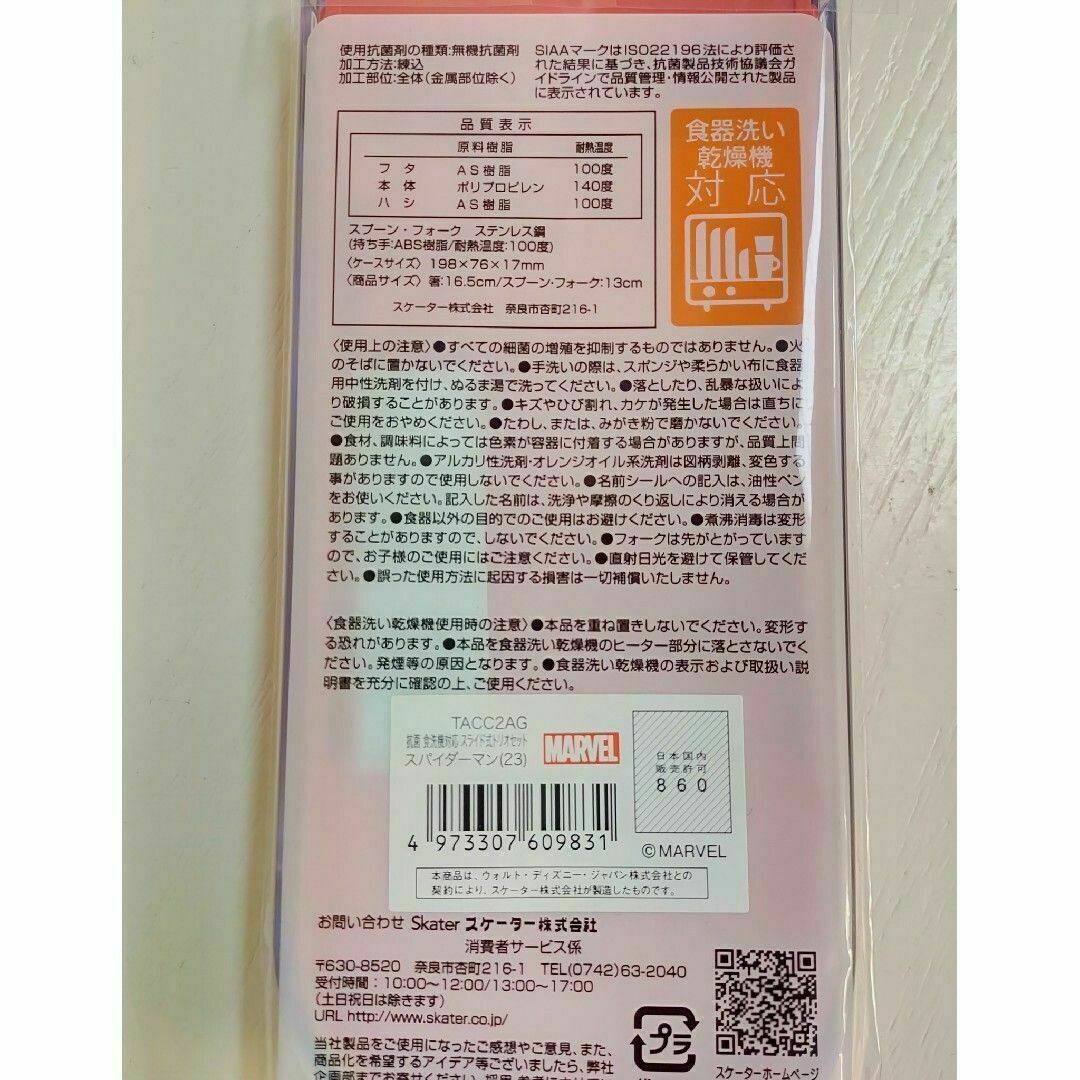 使用抗菌剤の種類:無機抗菌剤
加工方法:練込
加工部位:全体(金属部位除く)
SIAAマークはISO22196法により評価さ
れた結果に基づき、抗菌製品技術協議会ガ
イドラインで品質管理・情報公開された製品
に表示されています。
品質表示
原料樹脂 耐熱温度
フタ AS樹脂 100度
本体 ポリプロピレン 140度
ハシ AS樹脂 100度
スプーン・フォーク ステンレス鋼
(持ち手:ABS樹脂/耐熱温度:100度)
〈ケースサイズ〉198×76×17mm
〈商品サイズ〉箸:16.5cm/スプーン・フォーク:13cm
スケーター株式会社 奈良市杏町216-1
食器洗い
乾燥機
対応
〈使用上の注意〉●すべての細菌の増殖を抑制するものではありません。●火
のそばに置かないでください。●手洗いの際は、スポンジや柔らかい布に食器
用中性洗剤を付け、ぬるま湯で洗ってください。●落としたり、乱暴な扱いによ
り破損することがあります。●キズやひび割れ、カケが発生した場合は直ちに
ご使用をおやめください。●たわし、または、みがき粉で磨かないでください。
●食材、調味料によっては色素が容器に付着する場合がありますが、品質上問
題ありません。●アルカリ性洗剤・オレンジオイル系洗剤は図柄剥離、変色する
事がありますので使用しないでください。●名前シールへの記入は、油性ペン
をお使いください。記入した名前は、洗浄や摩擦のくり返しにより消える場合が
あります。●食器以外の目的でのご使用はお避けください。●煮沸消毒は変形
することがありますので、しないでください。●フォークは先がとがっています
ので、お子様のご使用にはご注意ください。●直射日光を避けて保管してくだ
さい。●誤った使用方法に起因する損害は一切補償いたしません。
〈食器洗い乾燥機使用時の注意〉●本品を重ね置きしないでください。変形す
る恐れがあります。●本品を食器洗い乾燥機のヒーター部分に落とさないでく
ださい。発煙等の原因となります。●食器洗い乾燥機の表示および取扱い説
明書を充分に確認の上、ご使用ください。
TACC2AG
抗菌 食洗機対応 スライド式トリオセット
スパイダーマン(23)
MARVEL
日本国内
販売許可
860
4 973307 609831
©MARVEL
本商品は、ウォルト・ディズニー・ジャパン株式会社との
契約により、スケーター株式会社が製造したものです。
お問い合わせ Skater スケーター株式会社
消費者サービス係
〒630-8520 奈良市杏町216-1 TEL(0742)63-2040
受付時間:10:00~12:00/13:00~17:00
(土日祝日は除きます)
URL http://www.skater.co.jp/
プラ
スケーターホームページ
当社製品をご使用になったご感想やご意見、また、
商品化を希望するアイデア等ございましたら、弊社